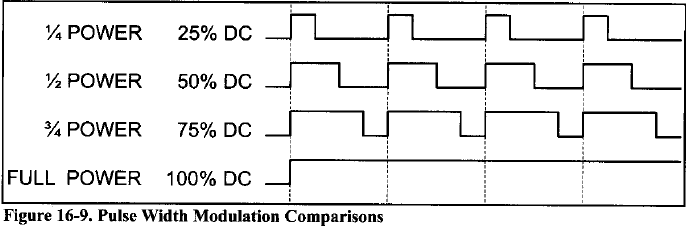 ¼ POWER 25% DC
½ POWER 50% DC
¾ POWER 75% DC
FULL POWER 100% DC
Figure 16-9. Pulse Width Modulation Comparisons